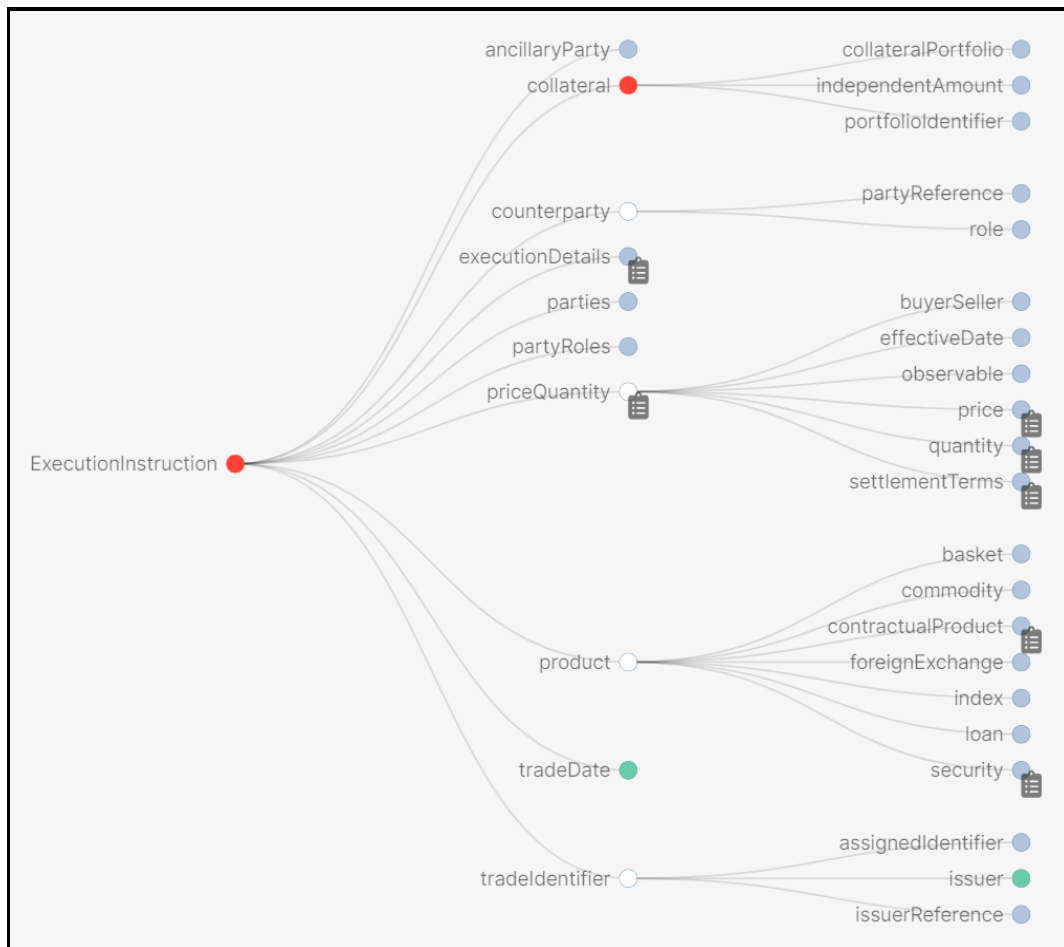 ExecutionInstruction
ancillaryParty
collateral
collateralPortfolio
independentAmount
portfolioIdentifier
counterparty
partyReference
role
executionDetails
parties
partyRoles
priceQuantity
buyerSeller
effectiveDate
observable
price
quantity
settlementTerms
product
basket
commodity
contractualProduct
foreignExchange
index
loan
security
tradeDate
tradeIdentifier
assignedIdentifier
issuer
issuerReference